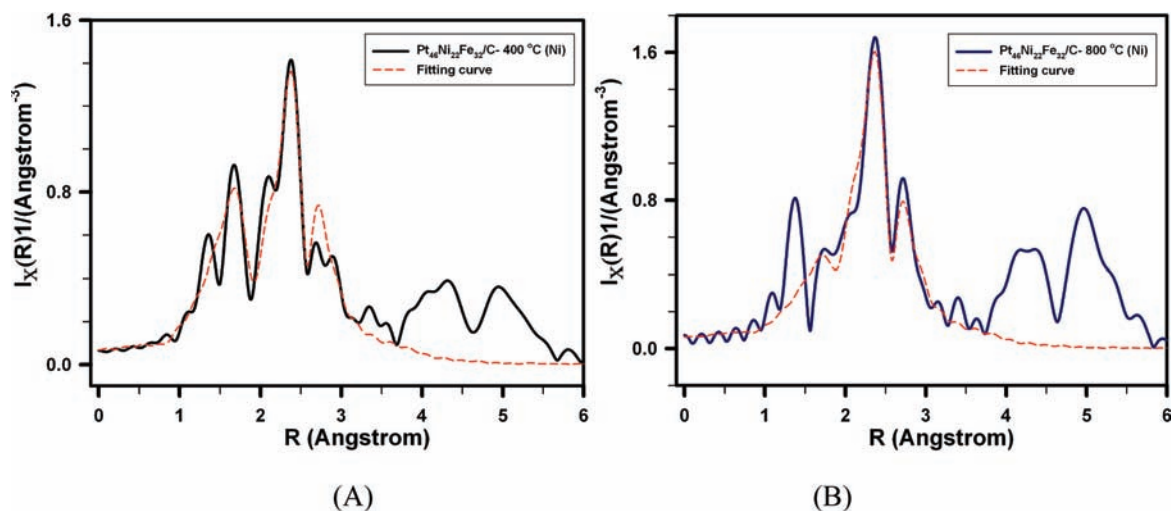 1.6
Pt46Ni22Fe32/C- 400 °C (Ni)
Fitting curve
IX(R)1/(Angstrom-3)
0.8
0.0
0 1 2 3 4 5 6
R (Angstrom)
(A)
1.6
Pt46Ni22Fe32/C- 800 °C (Ni)
Fitting curve
IX(R)1/(Angstrom-3)
0.8
0.0
0 1 2 3 4 5 6
R (Angstrom)
(B)